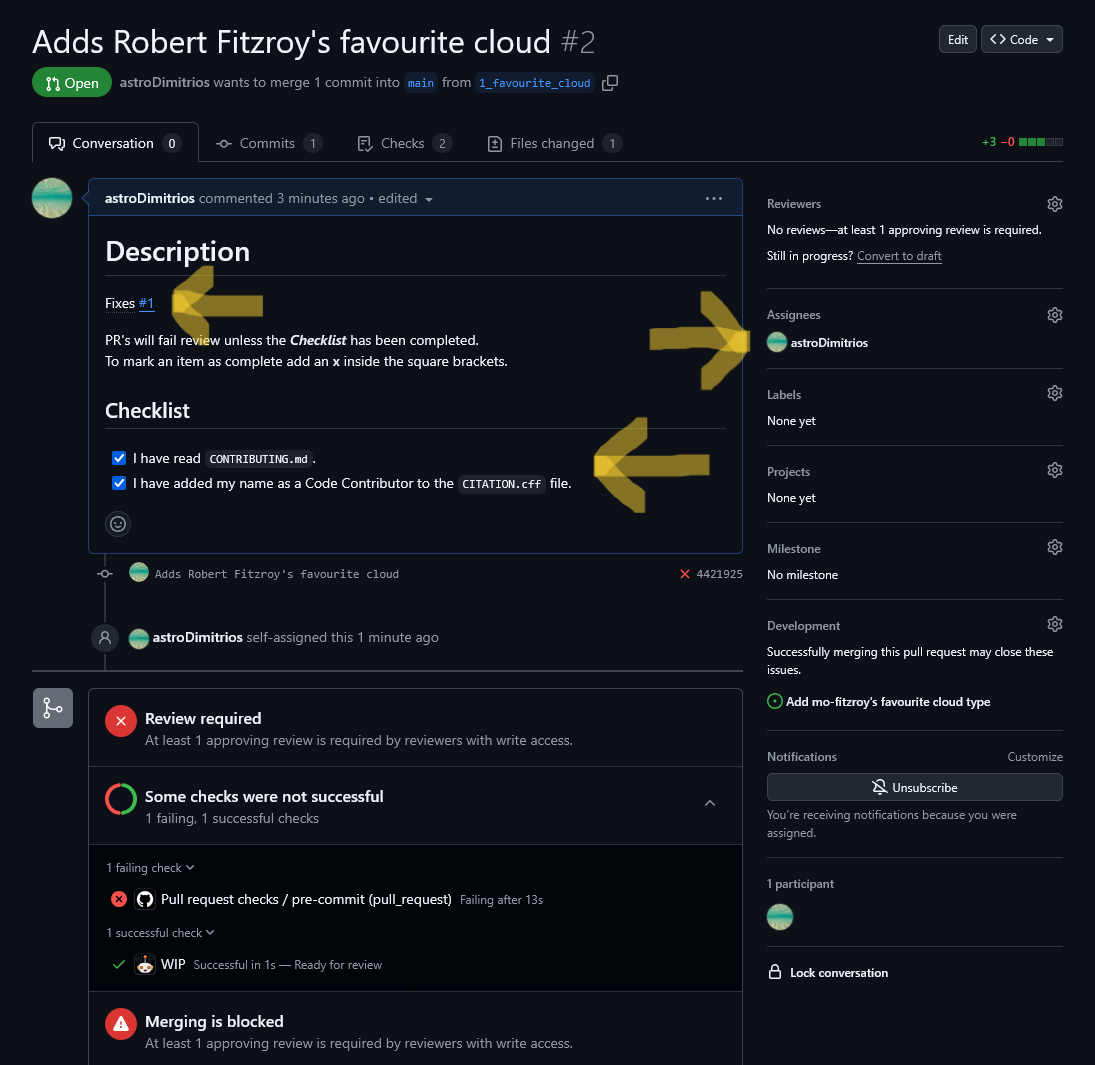 Adds Robert Fitzroy's favourite cloud #2
Edit
Code
Open
astroDimitrios wants to merge 1 commit into main from 1_favourite_cloud
Conversation 0
Commits 1
Checks 2
Files changed 1
+3 −0
astroDimitrios commented 3 minutes ago • edited
Description
Fixes #1
PR's will fail review unless the Checklist has been completed.
To mark an item as complete add an x inside the square brackets.
Checklist
I have read CONTRIBUTING.md.
I have added my name as a Code Contributor to the CITATION.cff file.
Adds Robert Fitzroy's favourite cloud
4421925
astroDimitrios self-assigned this 1 minute ago
Review required
At least 1 approving review is required by reviewers with write access.
Some checks were not successful
1 failing, 1 successful checks
1 failing check
Pull request checks / pre-commit (pull_request) Failing after 13s
1 successful check
WIP Successful in 1s — Ready for review
Merging is blocked
At least 1 approving review is required by reviewers with write access.
Reviewers
No reviews—at least 1 approving review is required.
Still in progress? Convert to draft
Assignees
astroDimitrios
Labels
None yet
Projects
None yet
Milestone
No milestone
Development
Successfully merging this pull request may close these
issues.
Add mo-fitzroy's favourite cloud type
Notifications
Customize
Unsubscribe
You're receiving notifications because you were
assigned.
1 participant
Lock conversation